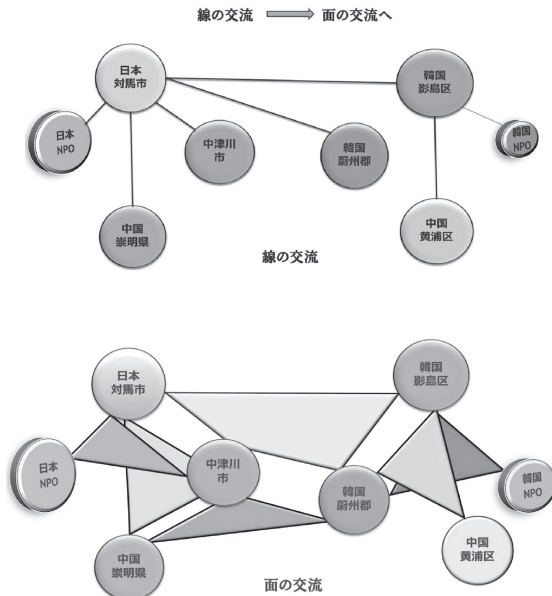 線の交流 面の交流へ
日本
対馬市
韓国
影島区
日本
NPO
中津川
市
韓国
蔚州郡
韓国
NPO
中国
崇明県
中国
黄浦区
線の交流
日本
対馬市
韓国
影島区
日本
NPO
中津川
市
韓国
蔚州郡
韓国
NPO
中国
崇明県
中国
黄浦区
面の交流